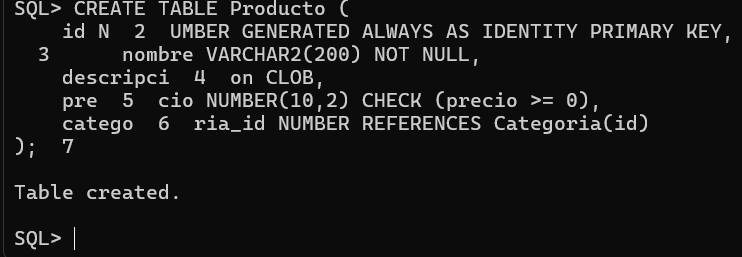 SQL> CREATE TABLE Producto (
    id N  2  UMBER GENERATED ALWAYS AS IDENTITY PRIMARY KEY,
  3      nombre VARCHAR2(200) NOT NULL,
    descripci  4  on CLOB,
    pre  5  cio NUMBER(10,2) CHECK (precio >= 0),
    catego  6  ria_id NUMBER REFERENCES Categoria(id)
);  7
Table created.
SQL>